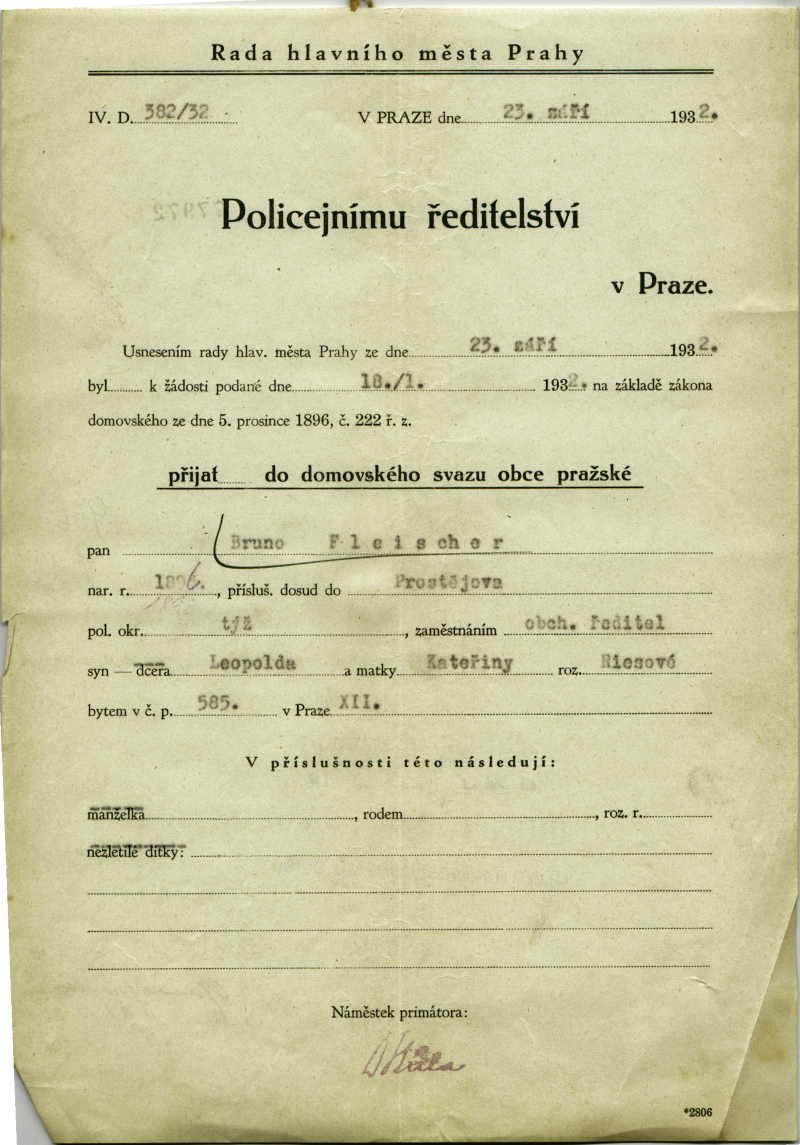 Rada hlavního města Prahy
IV. D. 382/32 V PRAZE dne 23. září 1932.
Policejnímu ředitelství
v Praze.
Usnesením rady hlav. města Prahy ze dne 23. září 1932.
byl k žádosti podané dne 18./1. 1932. na základě zákona
domovského ze dne 5. prosince 1896, č. 222 ř. z.
přijat do domovského svazu obce pražské
pan Bruno Fleischer
nar. r. 1896., přísluš. dosud do Prostějova
pol. okr. týž, zaměstnáním obch. ředitel
syn — dcera Leopolda a matky Kateřiny roz. Riesové
bytem v č. p. 585. v Praze XII.
V příslušnosti této následují:
manželka, rodem, roz. r.
nezletilé dítky:
Náměstek primátora:
*2806